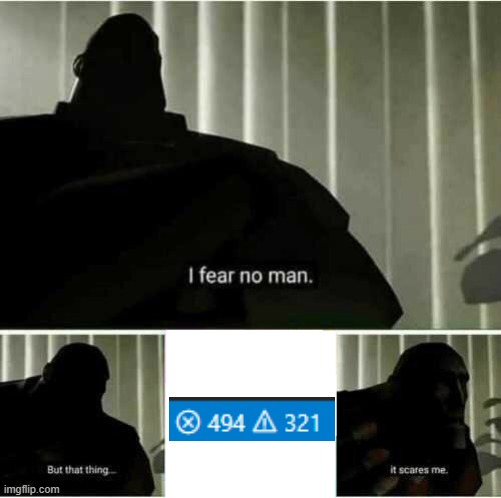 I fear no man.
But that thing...
494 321
it scares me.
imgflip.com